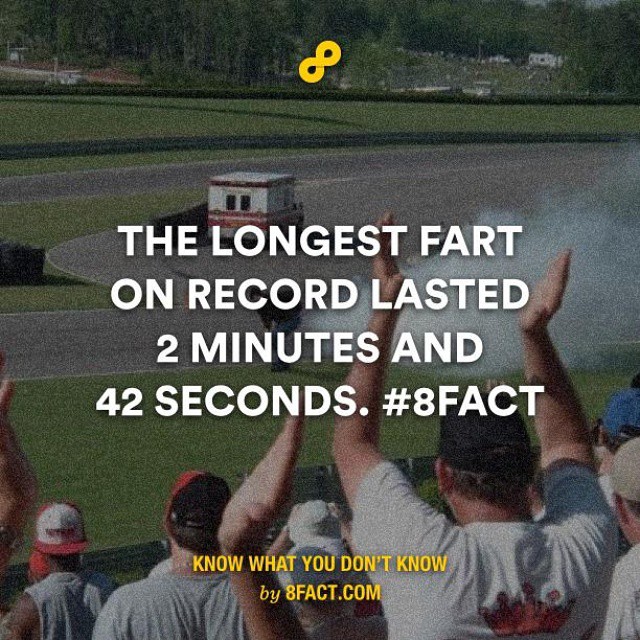 THE LONGEST FART
ON RECORD LASTED
2 MINUTES AND
42 SECONDS. #8FACT
KNOW WHAT YOU DON'T KNOW
by 8FACT.COM